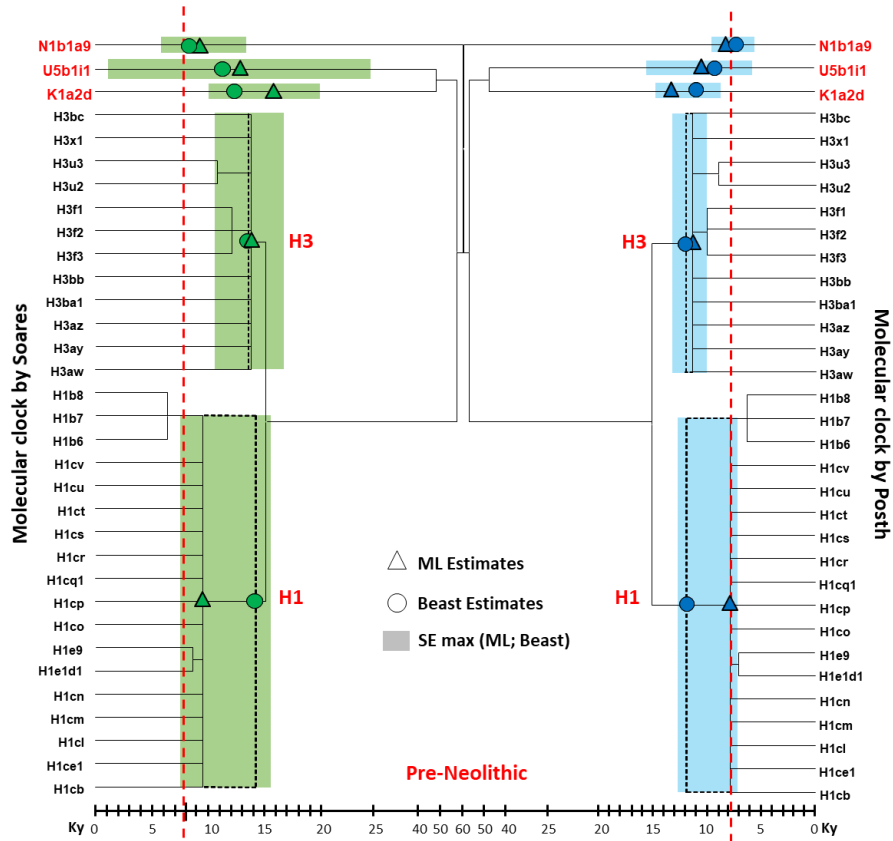 N1b1a9 N1b1a9
U5b1i1 U5b1i1
K1a2d K1a2d
H3bc H3bc
H3x1 H3x1
H3u3 H3u3
H3u2 H3u2
H3f1 H3f1
H3f2 H3f2
H3 H3
H3f3 H3f3
H3bb H3bb
H3ba1 H3ba1
H3az H3az
H3ay H3ay
H3aw H3aw
H1b8 H1b8
H1b7 H1b7
H1b6 H1b6
H1cv H1cv
H1cu H1cu
H1ct H1ct
H1cs H1cs
H1cr H1cr
H1cq1 H1cq1
H1cp H1cp
H1 H1
H1co H1co
H1e9 H1e9
H1e1d1 H1e1d1
H1cn H1cn
H1cm H1cm
H1cl H1cl
H1ce1 H1ce1
H1cb H1cb
Molecular clock by Soares
Molecular clock by Posth
ML Estimates
Beast Estimates
SE max (ML; Beast)
Pre-Neolithic
Ky 0 5 10 15 20 25 40 50 60 50 40 25 20 15 10 5 0 Ky